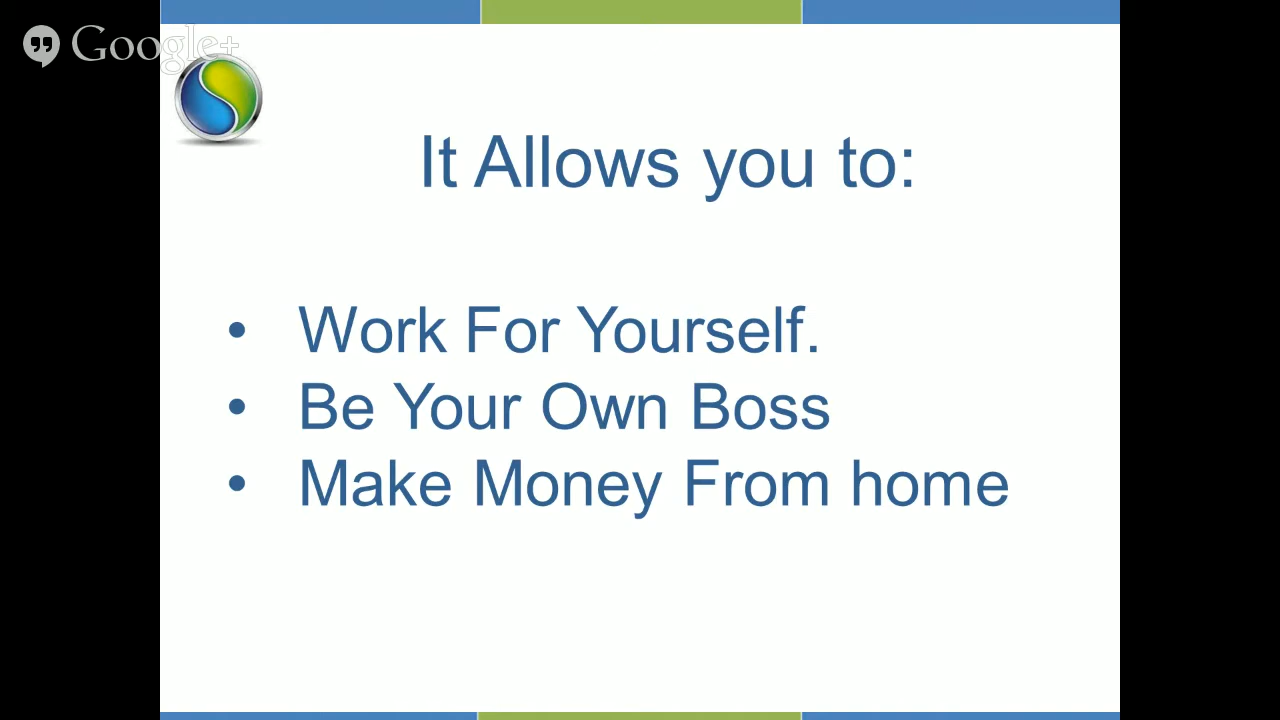 Google+
It Allows you to:
• Work For Yourself.
• Be Your Own Boss
• Make Money From home